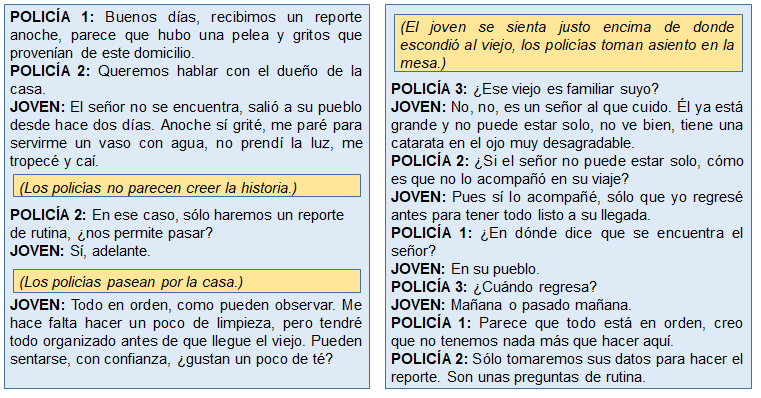 POLICÍA 1: Buenos días, recibimos un reporte
anoche, parece que hubo una pelea y gritos que
provenían de este domicilio.
POLICÍA 2: Queremos hablar con el dueño de la
casa.
JOVEN: El señor no se encuentra, salió a su pueblo
desde hace dos días. Anoche sí grité, me paré para
servirme un vaso con agua, no prendí la luz, me
tropecé y caí.
(Los policías no parecen creer la historia.)
POLICÍA 2: En ese caso, sólo haremos un reporte
de rutina, ¿nos permite pasar?
JOVEN: Sí, adelante.
(Los policías pasean por la casa.)
JOVEN: Todo en orden, como pueden observar. Me
hace falta hacer un poco de limpieza, pero tendré
todo organizado antes de que llegue el viejo. Pueden
sentarse, con confianza, ¿gustan un poco de té?
(El joven se sienta justo encima de donde
escondió al viejo, los policías toman asiento en la
mesa.)
POLICÍA 3: ¿Ese viejo es familiar suyo?
JOVEN: No, no, es un señor al que cuido. Él ya está
grande y no puede estar solo, no ve bien, tiene una
catarata en el ojo muy desagradable.
POLICÍA 2: ¿Si el señor no puede estar solo, cómo
es que no lo acompañó en su viaje?
JOVEN: Pues sí lo acompañé, sólo que yo regresé
antes para tener todo listo a su llegada.
POLICÍA 1: ¿En dónde dice que se encuentra el
señor?
JOVEN: En su pueblo.
POLICÍA 3: ¿Cuándo regresa?
JOVEN: Mañana o pasado mañana.
POLICÍA 1: Parece que todo está en orden, creo
que no tenemos nada más que hacer aquí.
POLICÍA 2: Sólo tomaremos sus datos para hacer el
reporte. Son unas preguntas de rutina.